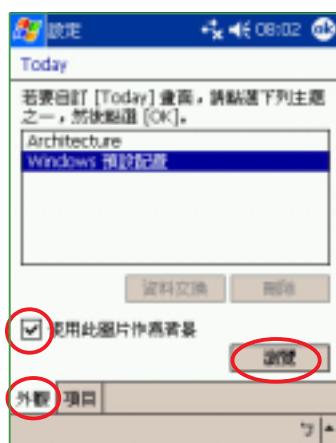 設定 08:02 ok
Today
若要自訂 [Today] 畫面，請點選下列主題
之一，然後點選 [OK]。
Architecture
Windows 預設配置
資料交換 刪除
使用此圖片作為背景
瀏覽
外觀 項目
ㄅ